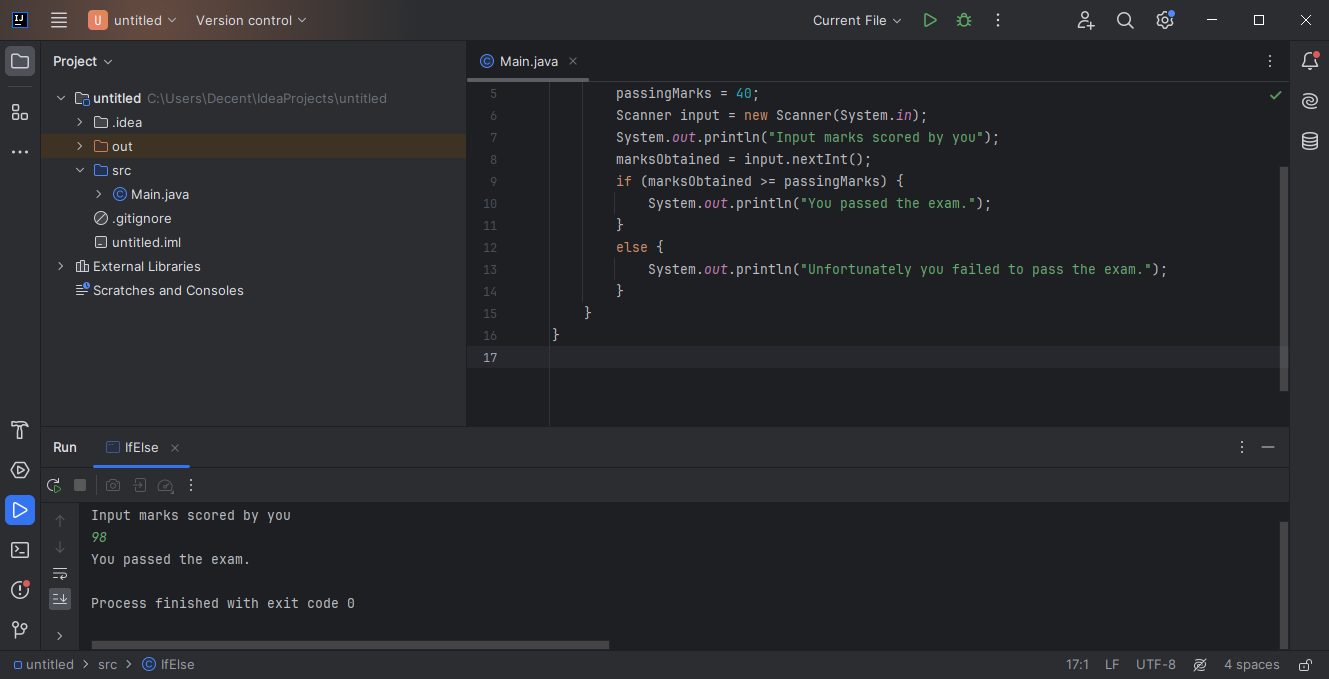 U untitled Version control Current File
Project
Main.java
untitled C:\Users\Decent\IdeaProjects\untitled
.idea
out
src
Main.java
.gitignore
untitled.iml
External Libraries
Scratches and Consoles
5 passingMarks = 40;
6 Scanner input = new Scanner(System.in);
7 System.out.println("Input marks scored by you");
8 marksObtained = input.nextInt();
9 if (marksObtained >= passingMarks) {
10 System.out.println("You passed the exam.");
11 }
12 else {
13 System.out.println("Unfortunately you failed to pass the exam.");
14 }
15 }
16 }
17
Run IfElse
Input marks scored by you
98
You passed the exam.
Process finished with exit code 0
untitled > src > IfElse 17:1 LF UTF-8 4 spaces